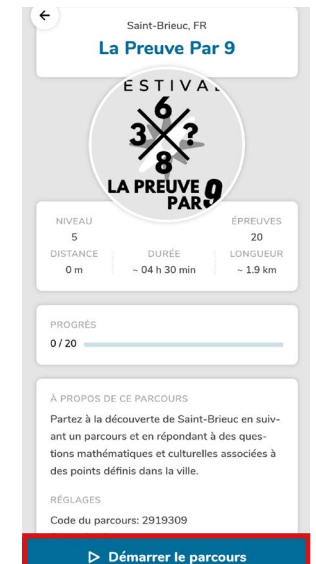 Saint-Brieuc, FR
La Preuve Par 9
ESTIVA
6
3 ?
8
LA PREUVE
PAR 9
NIVEAU ÉPREUVES
5 20
DISTANCE DURÉE LONGUEUR
0 m ~ 04 h 30 min ~ 1.9 km
PROGRÈS
0 / 20
À PROPOS DE CE PARCOURS
Partez à la découverte de Saint-Brieuc en suiv-
ant un parcours et en répondant à des ques-
tions mathématiques et culturelles associées à
des points définis dans la ville.
RÉGLAGES
Code du parcours: 2919309
Démarrer le parcours